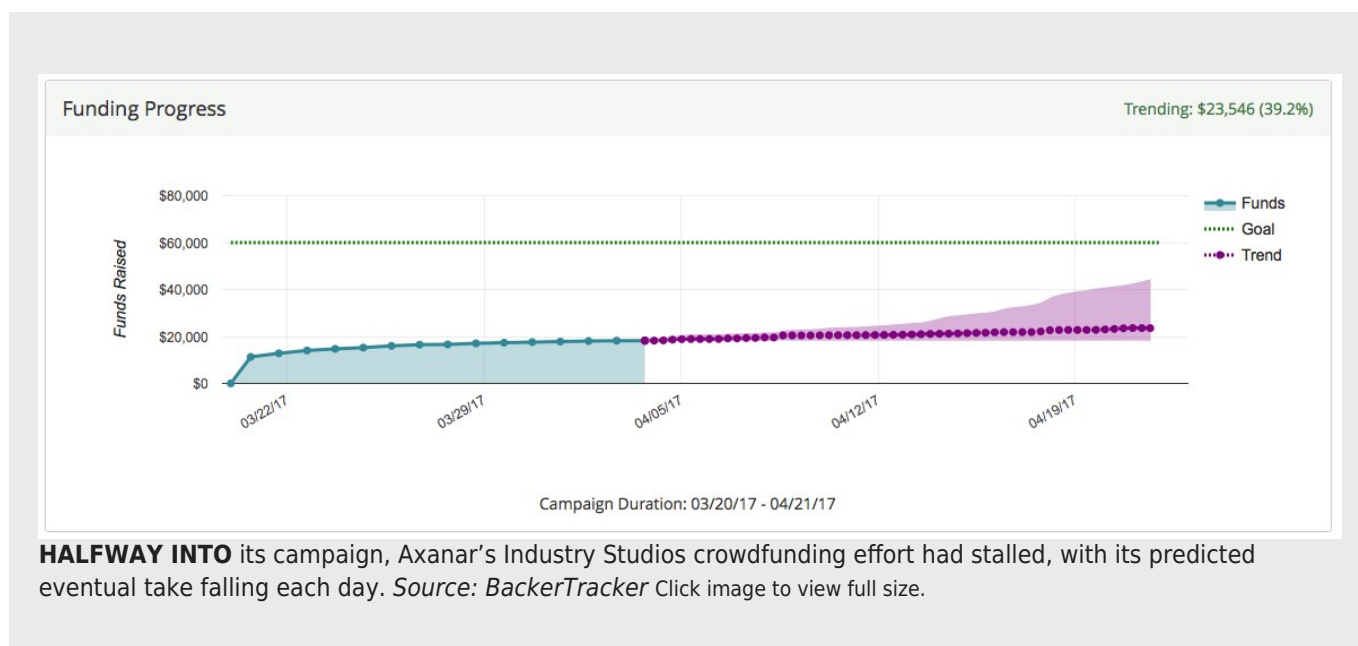 Funding Progress
Trending: $23,546 (39.2%)
$80,000
$60,000
$40,000
$20,000
$0
Funds Raised
Funds
Goal
Trend
03/22/17
03/29/17
04/05/17
04/12/17
04/19/17
Campaign Duration: 03/20/17 - 04/21/17
HALFWAY INTO its campaign, Axanar’s Industry Studios crowdfunding effort had stalled, with its predicted
eventual take falling each day. Source: BackerTracker Click image to view full size.